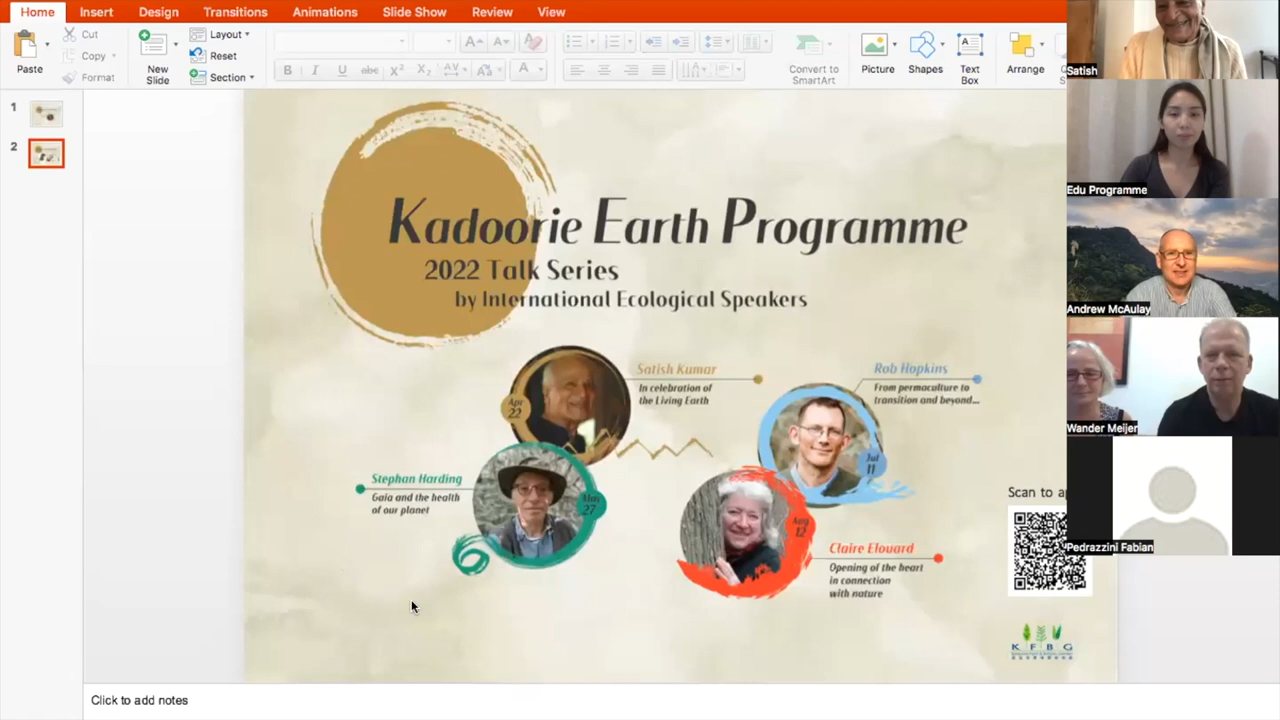 Home
Insert
Design
Transitions
Animations
Slide Show
Review
View
Paste
Cut
Copy
Format
New
Slide
Layout
Reset
Section
B I U abc X² X₂ AV Aa A
Convert to
SmartArt
Picture
Shapes
Text
Box
Arrange
1
2
Kadoorie Earth Programme
2022 Talk Series
by International Ecological Speakers
Satish Kumar
In celebration of
the Living Earth
Apr
22
Rob Hopkins
From permaculture to
transition and beyond...
Jul
11
Stephan Harding
Gaia and the health
of our planet
May
27
Claire Elouard
Opening of the heart
in connection
with nature
Aug
12
Scan to a
KFBG
Click to add notes
Satish
Edu Programme
Andrew McAulay
Wander Meijer
Pedrazzini Fabian